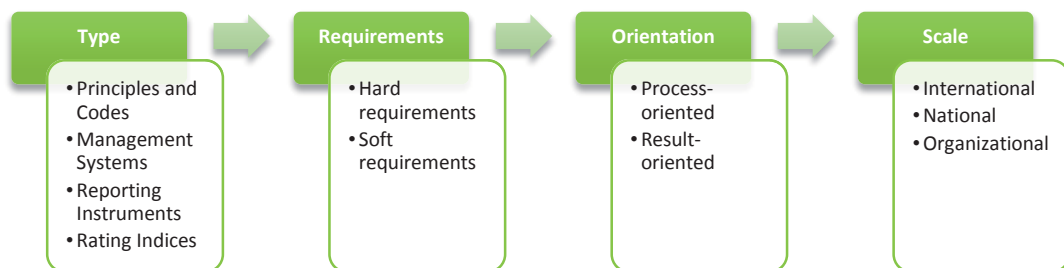 Type
• Principles and
Codes
• Management
Systems
• Reporting
Instruments
• Rating Indices
Requirements
• Hard
requirements
• Soft
requirements
Orientation
• Process-
oriented
• Result-
oriented
Scale
• International
• National
• Organizational